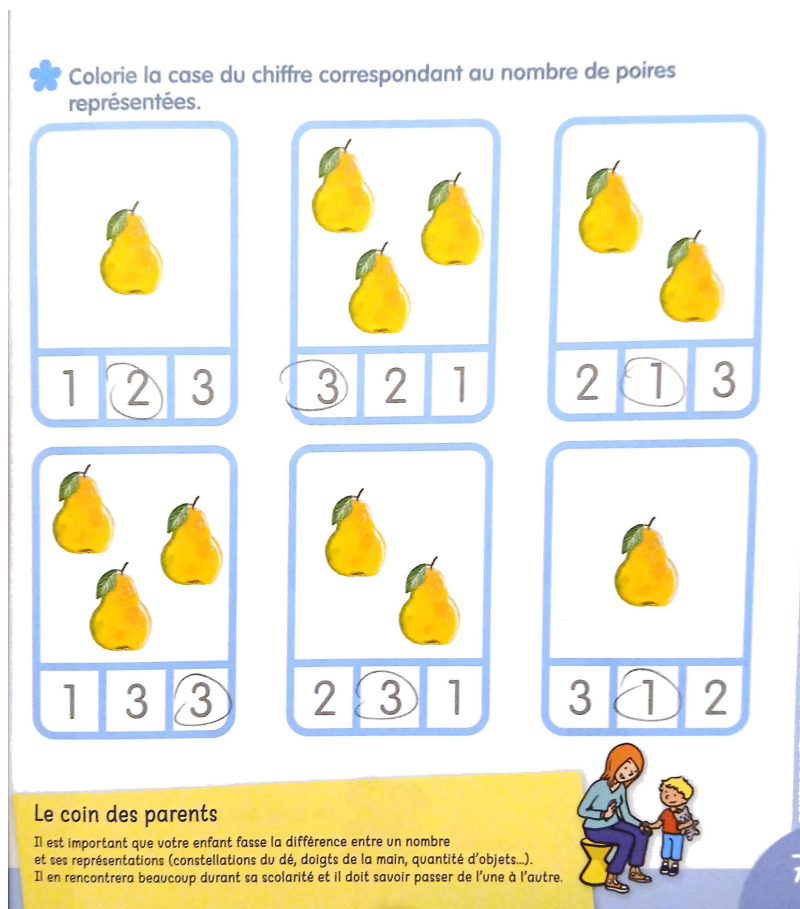 Colorie la case du chiffre correspondant au nombre de poires
représentées.
1 2 3
3 2 1
2 1 3
1 3 3
2 3 1
3 1 2
Le coin des parents
Il est important que votre enfant fasse la différence entre un nombre
et ses représentations (constellations du dé, doigts de la main, quantité d'objets...).
Il en rencontrera beaucoup durant sa scolarité et il doit savoir passer de l'une à l'autre.